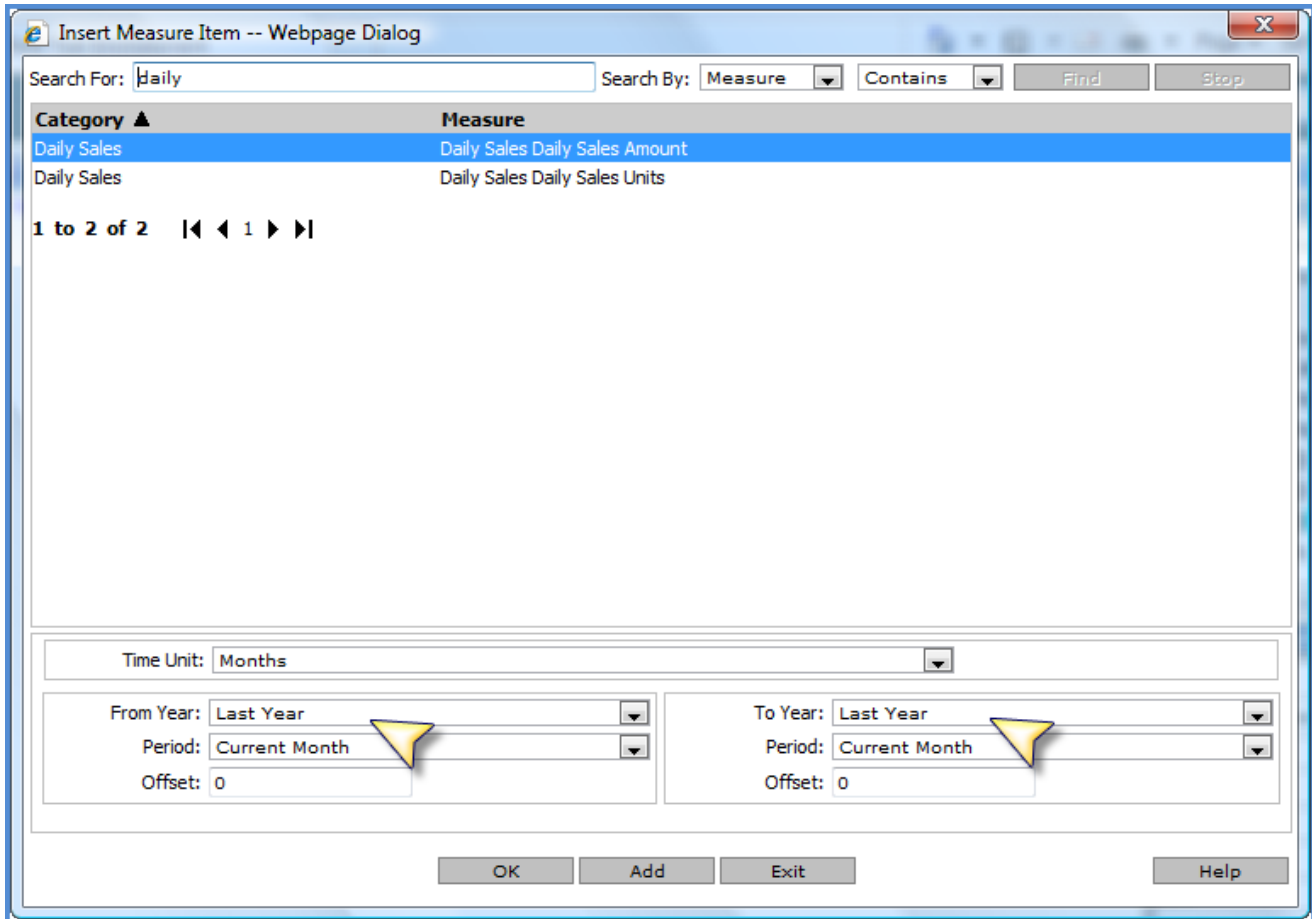 Insert Measure Item -- Webpage Dialog
Search For: daily Search By: Measure Contains Find Stop
Category Measure
Daily Sales Daily Sales Daily Sales Amount
Daily Sales Daily Sales Daily Sales Units
1 to 2 of 2 1
Time Unit: Months
From Year: Last Year To Year: Last Year
Period: Current Month Period: Current Month
Offset: 0 Offset: 0
OK Add Exit Help